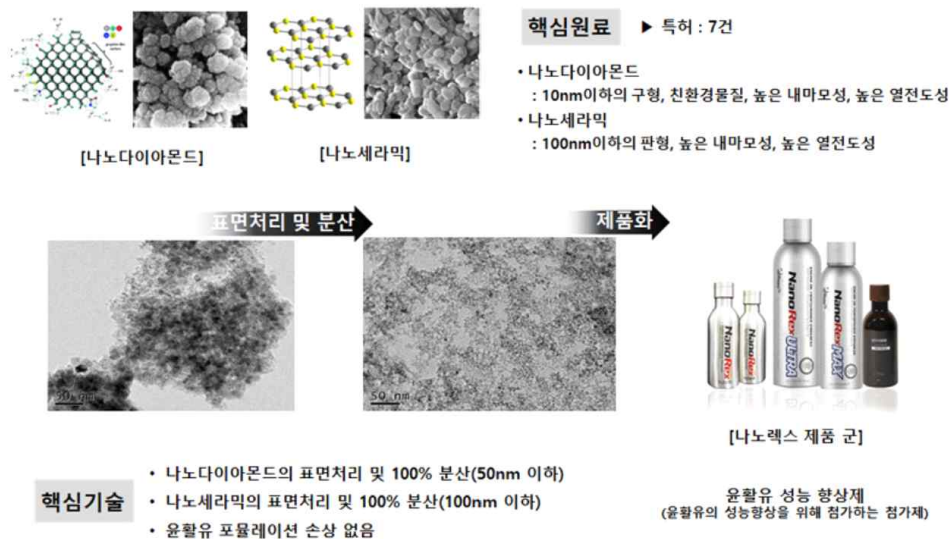 핵심원료 ▶ 특허 : 7건
• 나노다이아몬드
: 10nm이하의 구형, 친환경물질, 높은 내마모성, 높은 열전도성
• 나노세라믹
: 100nm이하의 판형, 높은 내마모성, 높은 열전도성
[나노다이아몬드]
[나노세라믹]
표면처리 및 분산
제품화
50 nm
50 nm
NanoRex
NanoRex
NanoRex ULTRA
NanoRex MAX
[나노렉스 제품 군]
핵심기술
• 나노다이아몬드의 표면처리 및 100% 분산(50nm 이하)
• 나노세라믹의 표면처리 및 100% 분산(100nm 이하)
• 윤활유 포뮬레이션 손상 없음
윤활유 성능 향상제
(윤활유의 성능향상을 위해 첨가하는 첨가제)